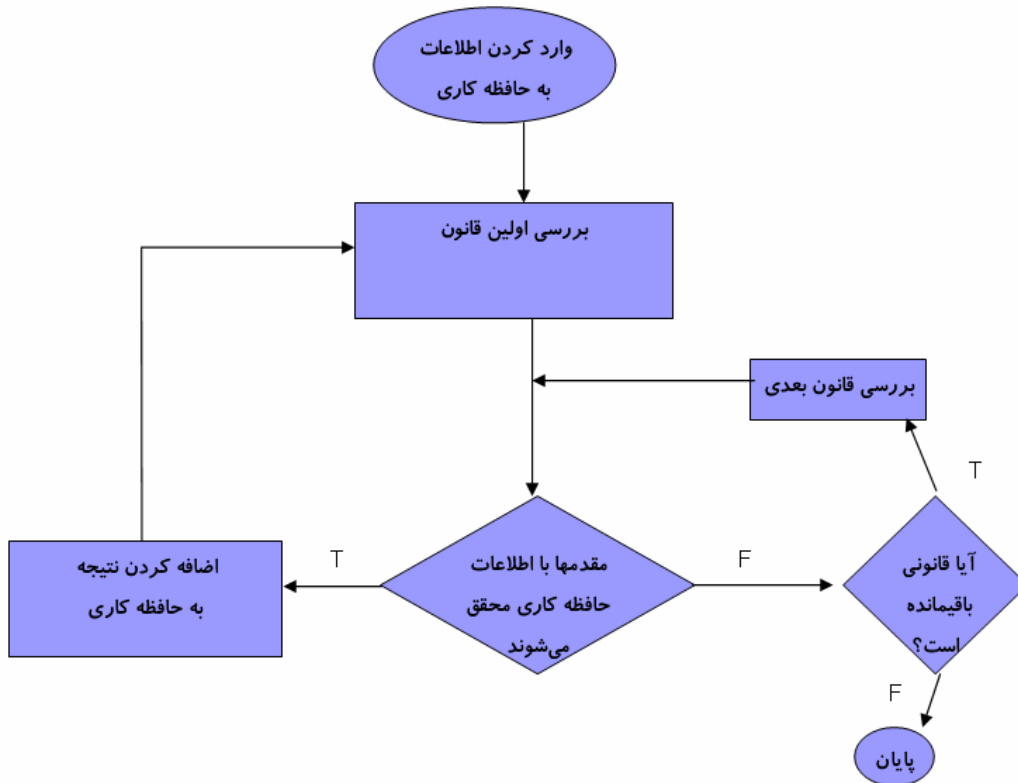 وارد کردن اطلاعات
به حافظه کاری
بررسی اولین قانون
بررسی قانون بعدی
T
اضافه کردن نتیجه
به حافظه کاری
T
مقدمها با اطلاعات
حافظه کاری محقق
می‌شوند
F
آیا قانونی
باقیمانده
است؟
F
پایان